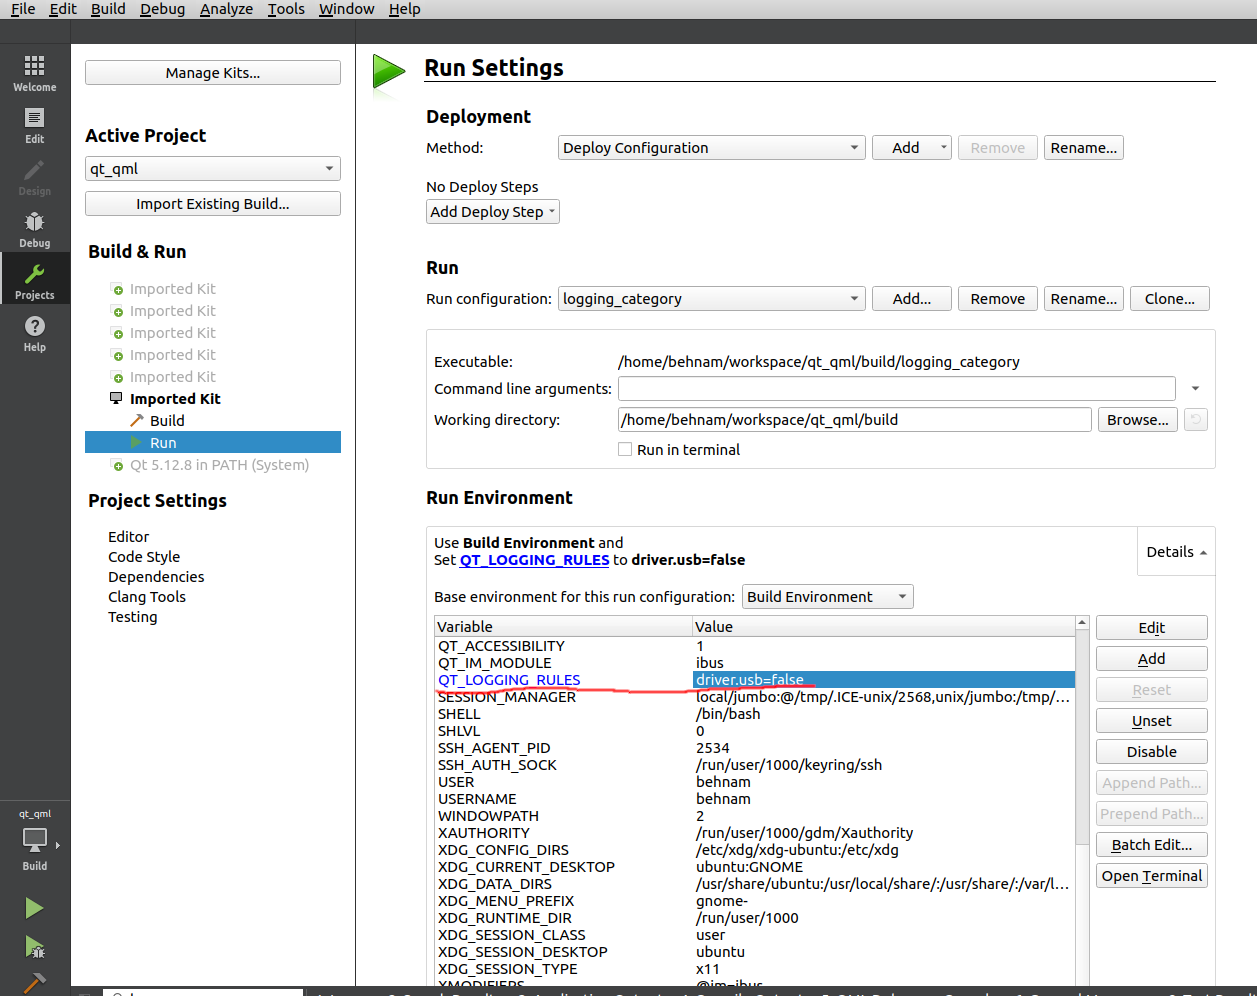 File Edit Build Debug Analyze Tools Window Help
Welcome
Edit
Design
Debug
Projects
Help
qt_qml
Build
Manage Kits...
Active Project
qt_qml
Import Existing Build...
Build & Run
Imported Kit
Imported Kit
Imported Kit
Imported Kit
Imported Kit
Imported Kit
Build
Run
Qt 5.12.8 in PATH (System)
Project Settings
Editor
Code Style
Dependencies
Clang Tools
Testing
Run Settings
Deployment
Method: Deploy Configuration Add Remove Rename...
No Deploy Steps
Add Deploy Step
Run
Run configuration: logging_category Add... Remove Rename... Clone...
Executable: /home/behnam/workspace/qt_qml/build/logging_category
Command line arguments:
Working directory: /home/behnam/workspace/qt_qml/build Browse...
Run in terminal
Run Environment
Use Build Environment and
Set QT_LOGGING_RULES to driver.usb=false
Details
Base environment for this run configuration: Build Environment
Variable Value
QT_ACCESSIBILITY 1
QT_IM_MODULE ibus
QT_LOGGING_RULES driver.usb=false
SESSION_MANAGER local/jumbo:@/tmp/.ICE-unix/2568,unix/jumbo:/tmp/...
SHELL /bin/bash
SHLVL 0
SSH_AGENT_PID 2534
SSH_AUTH_SOCK /run/user/1000/keyring/ssh
USER behnam
USERNAME behnam
WINDOWPATH 2
XAUTHORITY /run/user/1000/gdm/Xauthority
XDG_CONFIG_DIRS /etc/xdg/xdg-ubuntu:/etc/xdg
XDG_CURRENT_DESKTOP ubuntu:GNOME
XDG_DATA_DIRS /usr/share/ubuntu:/usr/local/share/:/usr/share/:/var/l...
XDG_MENU_PREFIX gnome-
XDG_RUNTIME_DIR /run/user/1000
XDG_SESSION_CLASS user
XDG_SESSION_DESKTOP ubuntu
XDG_SESSION_TYPE x11
XMODIFIERS @im=ibus
Edit
Add
Reset
Unset
Disable
Append Path...
Prepend Path...
Batch Edit...
Open Terminal